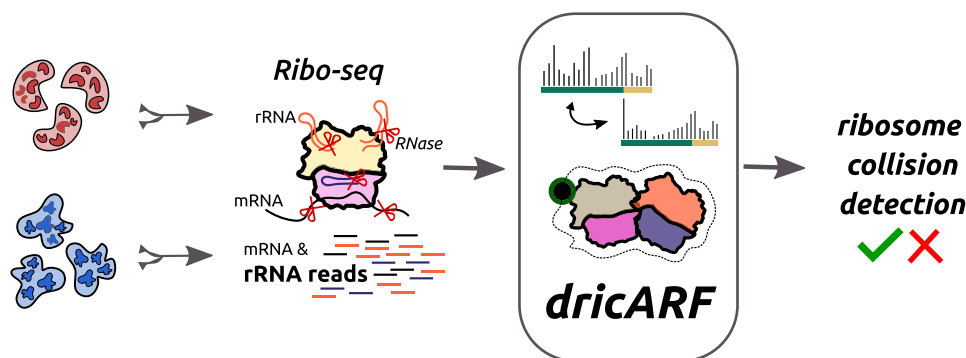 Ribo-seq
rRNA
RNase
mRNA
mRNA &
rRNA reads
dricARF
ribosome
collision
detection